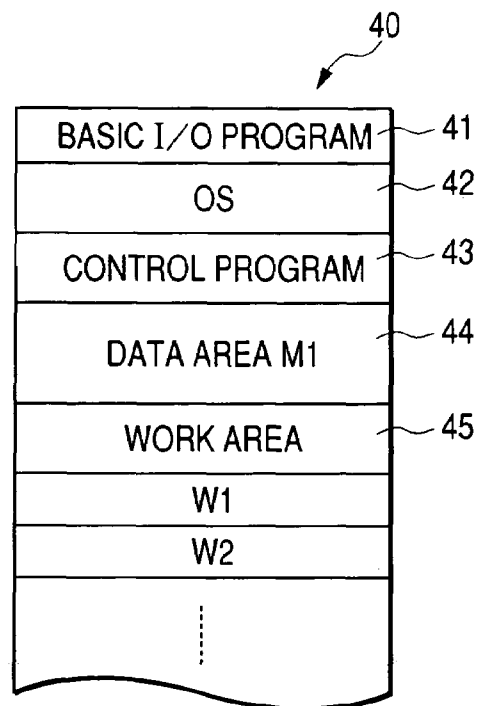 40
BASIC I/O PROGRAM 41
OS 42
CONTROL PROGRAM 43
DATA AREA M1 44
WORK AREA 45
W1
W2